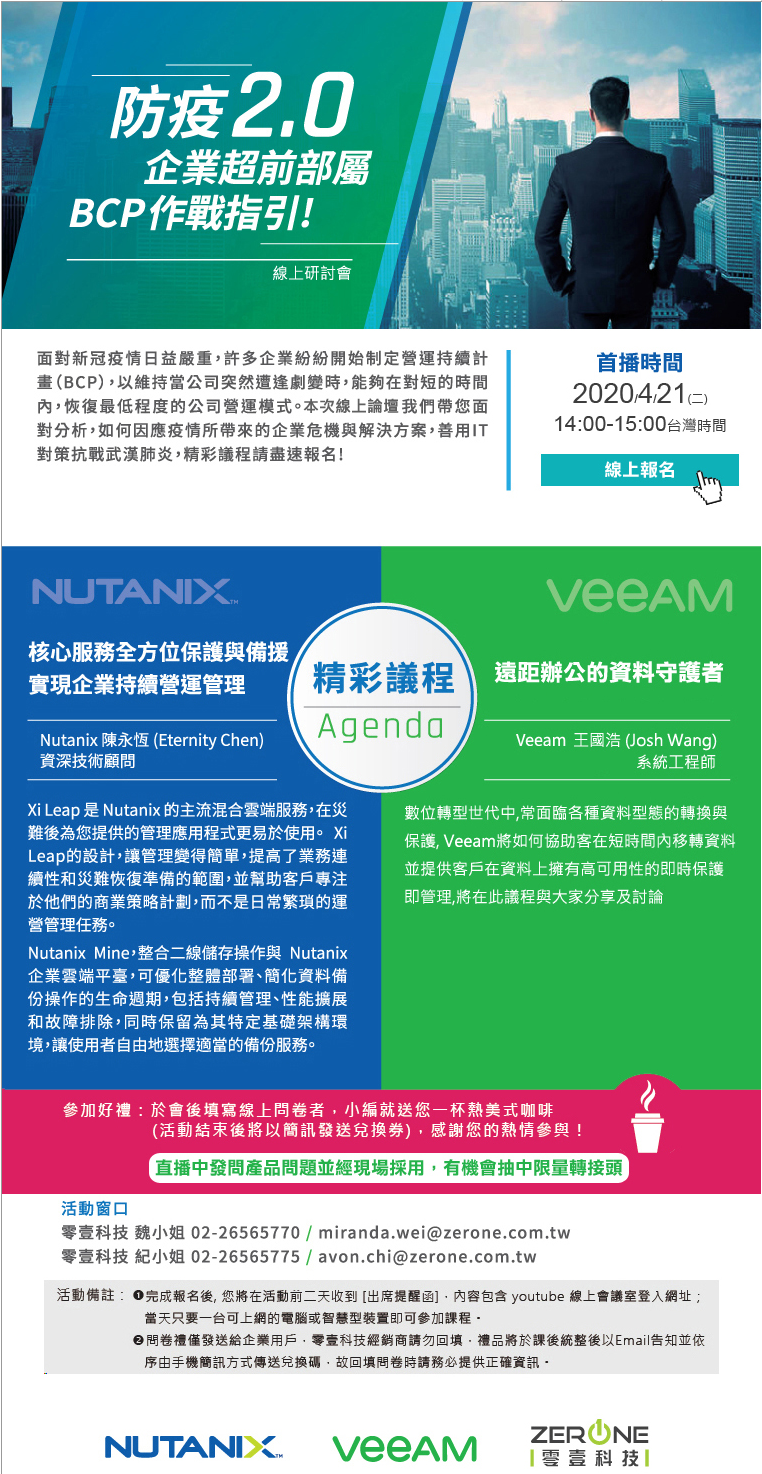 防疫2.0
企業超前部屬
BCP作戰指引!
線上研討會
面對新冠疫情日益嚴重,許多企業紛紛開始制定營運持續計
畫(BCP),以維持當公司突然遭逢劇變時,能夠在對短的時間
內,恢復最低程度的公司營運模式。本次線上論壇我們帶您面
對分析,如何因應疫情所帶來的企業危機與解決方案,善用IT
對策抗戰武漢肺炎,精彩議程請盡速報名!
首播時間
2020/4/21(二)
14:00-15:00台灣時間
線上報名
NUTANIX™
核心服務全方位保護與備援
實現企業持續營運管理
Nutanix 陳永恆 (Eternity Chen)
資深技術顧問
Xi Leap 是 Nutanix 的主流混合雲端服務,在災
難後為您提供的管理應用程式更易於使用。 Xi
Leap的設計,讓管理變得簡單,提高了業務連
續性和災難恢復準備的範圍,並幫助客戶專注
於他們的商業策略計劃,而不是日常繁瑣的運
營管理任務。
Nutanix Mine,整合二線儲存操作與 Nutanix
企業雲端平臺,可優化整體部署、簡化資料備
份操作的生命週期,包括持續管理、性能擴展
和故障排除,同時保留為其特定基礎架構環
境,讓使用者自由地選擇適當的備份服務。
精彩議程
Agenda
veeAM
遠距辦公的資料守護者
Veeam 王國浩 (Josh Wang)
系統工程師
數位轉型世代中,常面臨各種資料型態的轉換與
保護, Veeam將如何協助客在短時間內移轉資料
並提供客戶在資料上擁有高可用性的即時保護
即管理,將在此議程與大家分享及討論
參加好禮:於會後填寫線上問卷者,小編就送您一杯熱美式咖啡
(活動結束後將以簡訊發送兌換券),感謝您的熱情參與!
直播中發問產品問題並經現場採用,有機會抽中限量轉接頭
活動窗口
零壹科技 魏小姐 02-26565770 / miranda.wei@zerone.com.tw
零壹科技 紀小姐 02-26565775 / avon.chi@zerone.com.tw
活動備註: ❶完成報名後, 您將在活動前二天收到 [出席提醒函],內容包含 youtube 線上會議室登入網址;
當天只要一台可上網的電腦或智慧型裝置即可參加課程。
❷問卷禮僅發送給企業用戶,零壹科技經銷商請勿回填,禮品將於課後統整後以Email告知並依
序由手機簡訊方式傳送兌換碼,故回填問卷時請務必提供正確資訊。
NUTANIX™
veeAM
ZERONE
零壹科技